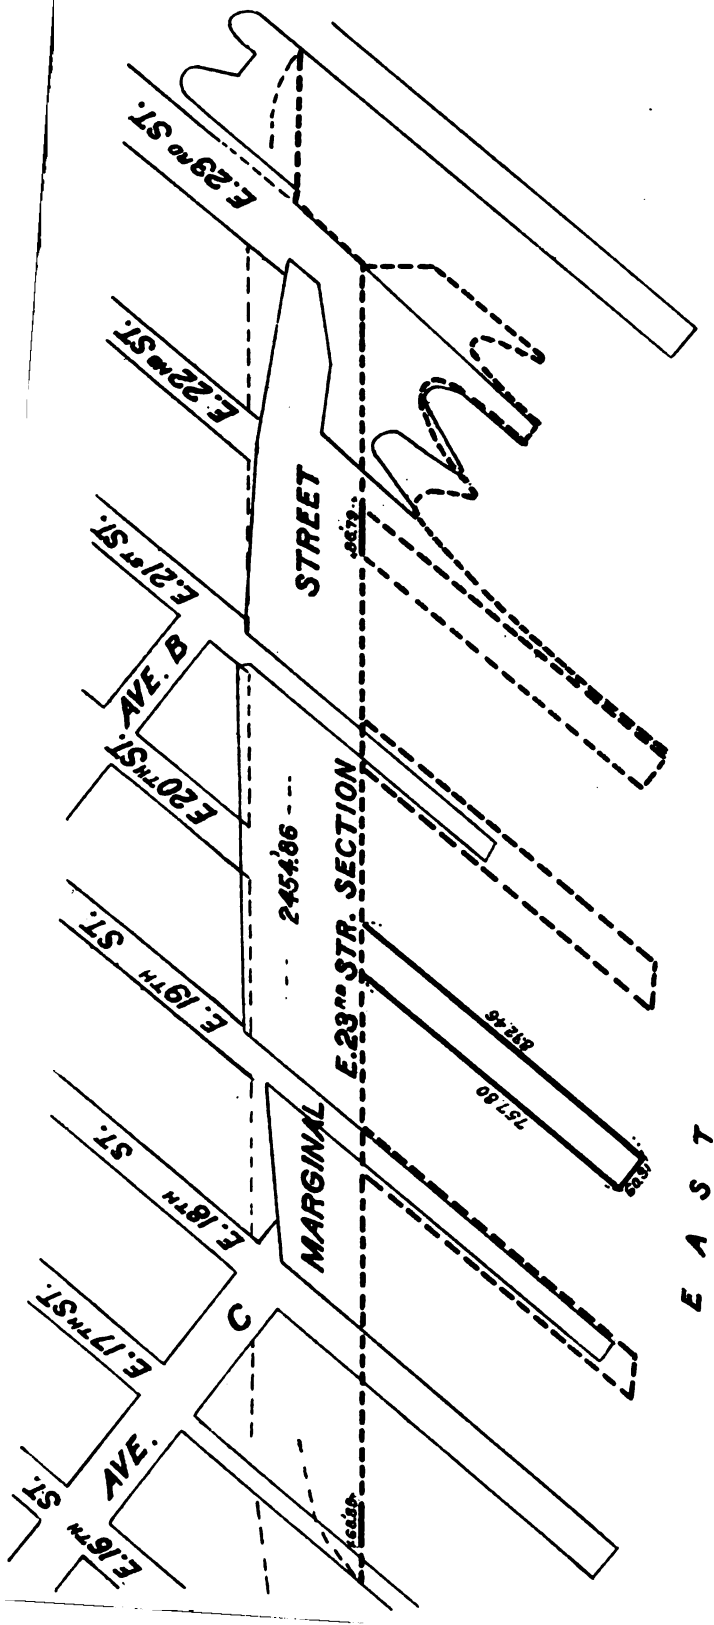 E. 23RD ST.
E. 22ND ST.
E. 21ST ST.
AVE. B
E 20TH ST.
E. 19TH ST.
E. 18TH ST.
E. 17TH ST.
E. 16TH ST.
AVE. C
MARGINAL STREET
E. 23RD STR. SECTION
--- 2454.'86 ---
892.46
757.80
EAST